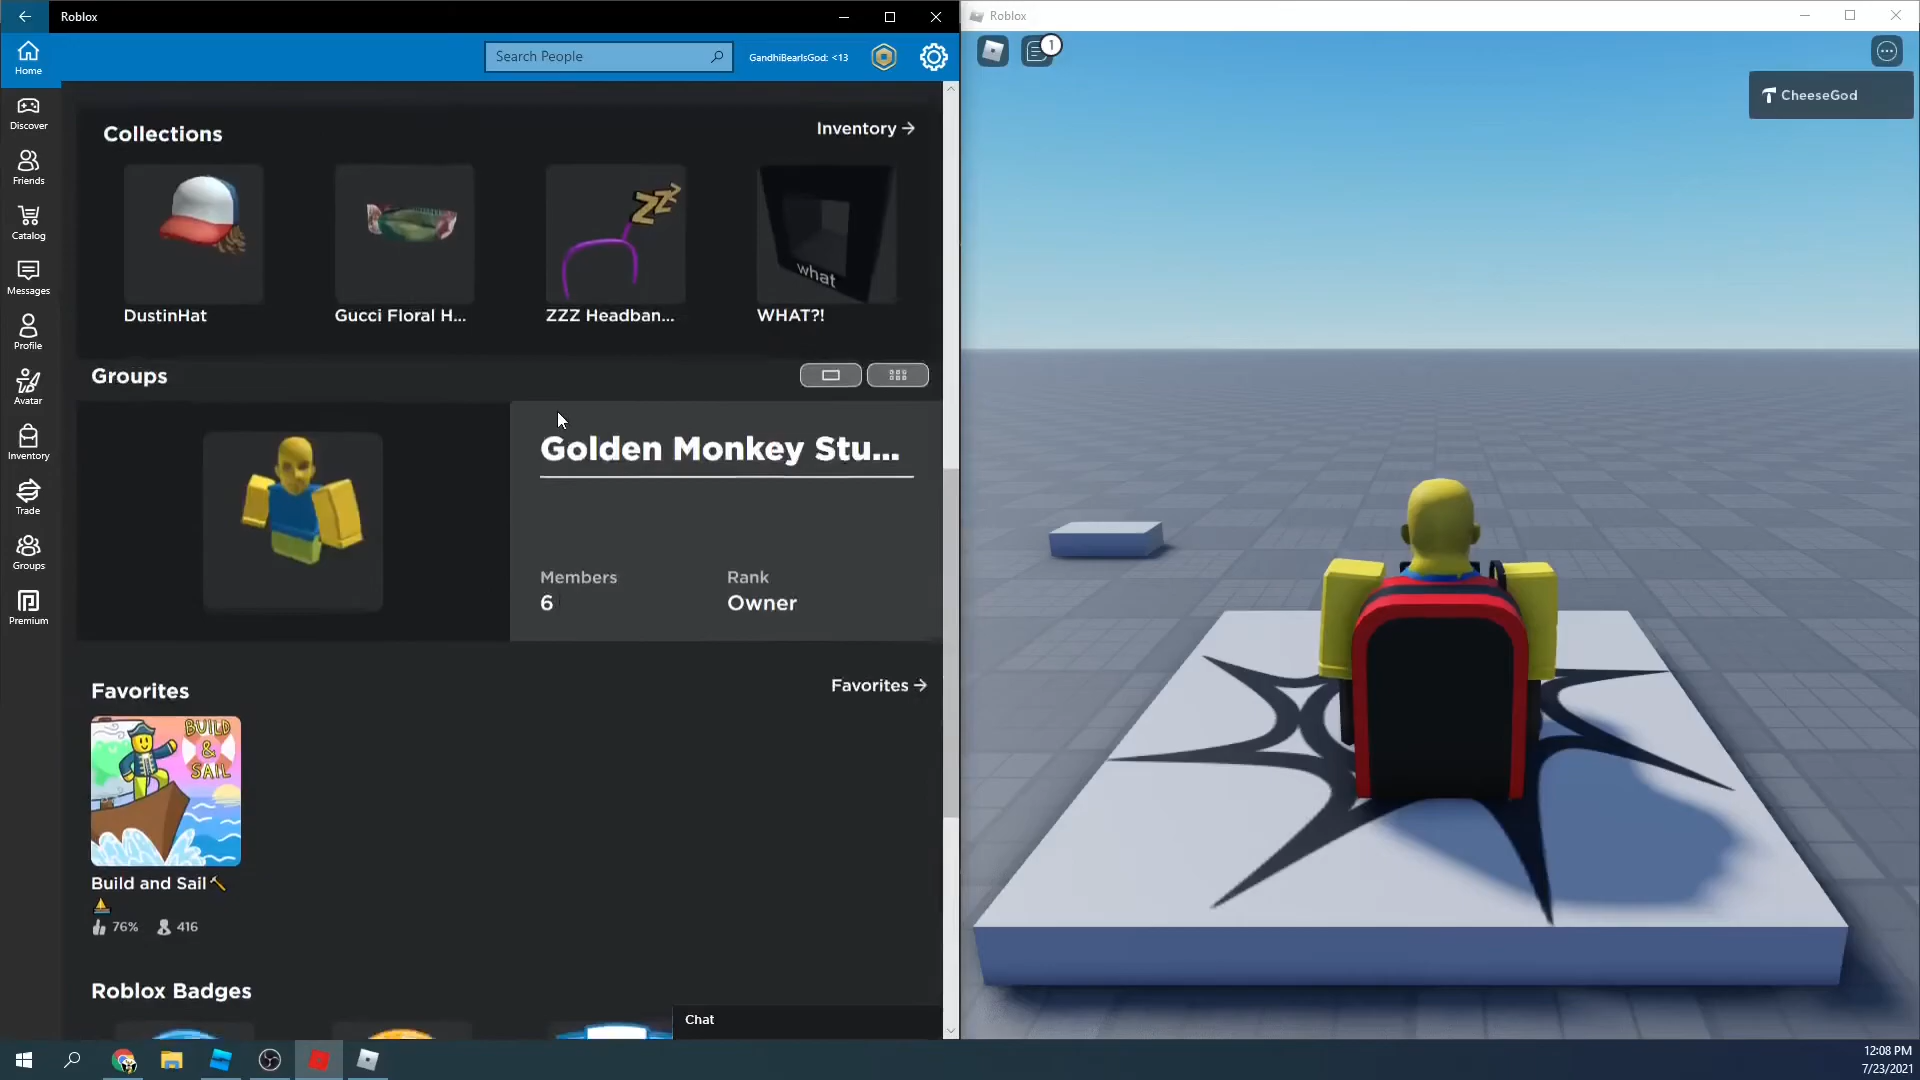 Roblox
Search People
GandhiBearIsGod: <13
Home
Discover
Friends
Catalog
Messages
Profile
Avatar
Inventory
Trade
Groups
Premium
Collections
Inventory →
what
DustinHat
Gucci Floral H...
ZZZ Headban...
WHAT?!
Groups
Golden Monkey Stu...
Members
Rank
6
Owner
Favorites
Favorites →
BUILD
&
SAIL
Build and Sail
76%
416
Roblox Badges
Chat
Roblox
1
CheeseGod
12:08 PM
7/23/2021